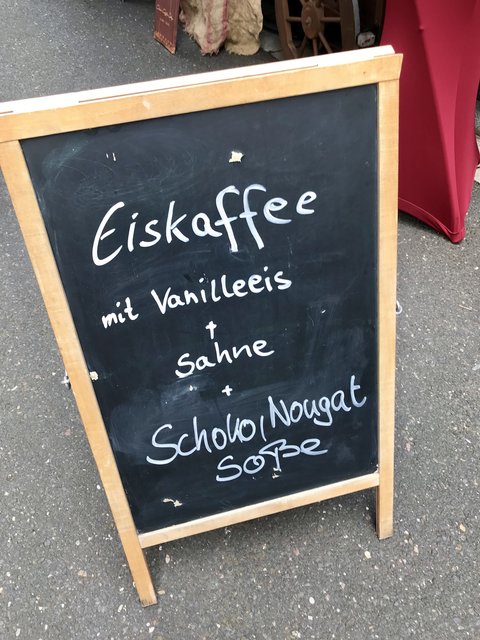 Eiskaffee
mit Vanilleeis
+
Sahne
+
Schoko, Nougat
Soße